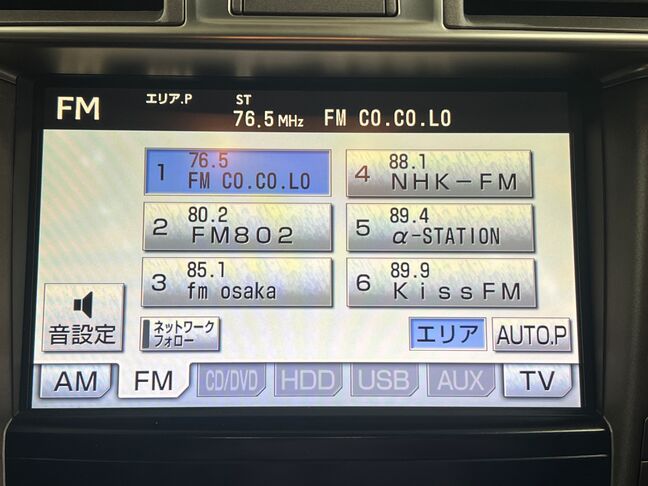 FM エリア.P ST 76.5MHz FM CO.CO.LO
1 76.5 FM CO.CO.LO
4 88.1 NHK-FM
2 80.2 FM802
5 89.4 α-STATION
3 85.1 fm osaka
6 89.9 KissFM
音設定
ネットワーク
フォロー
エリア AUTO.P
AM FM CD/DVD HDD USB AUX TV